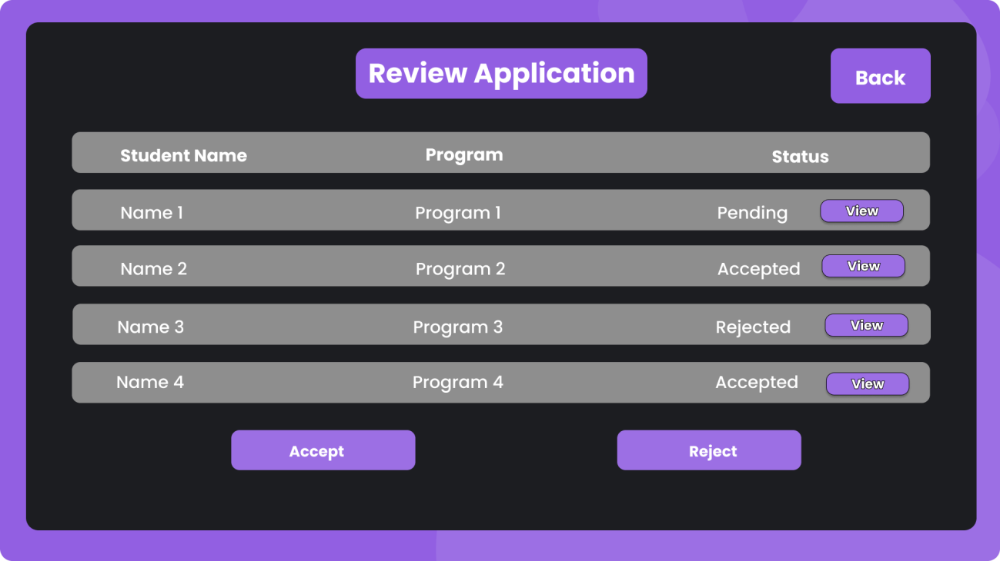 Review Application
Back
Student Name Program Status
Name 1 Program 1 Pending View
Name 2 Program 2 Accepted View
Name 3 Program 3 Rejected View
Name 4 Program 4 Accepted View
Accept Reject